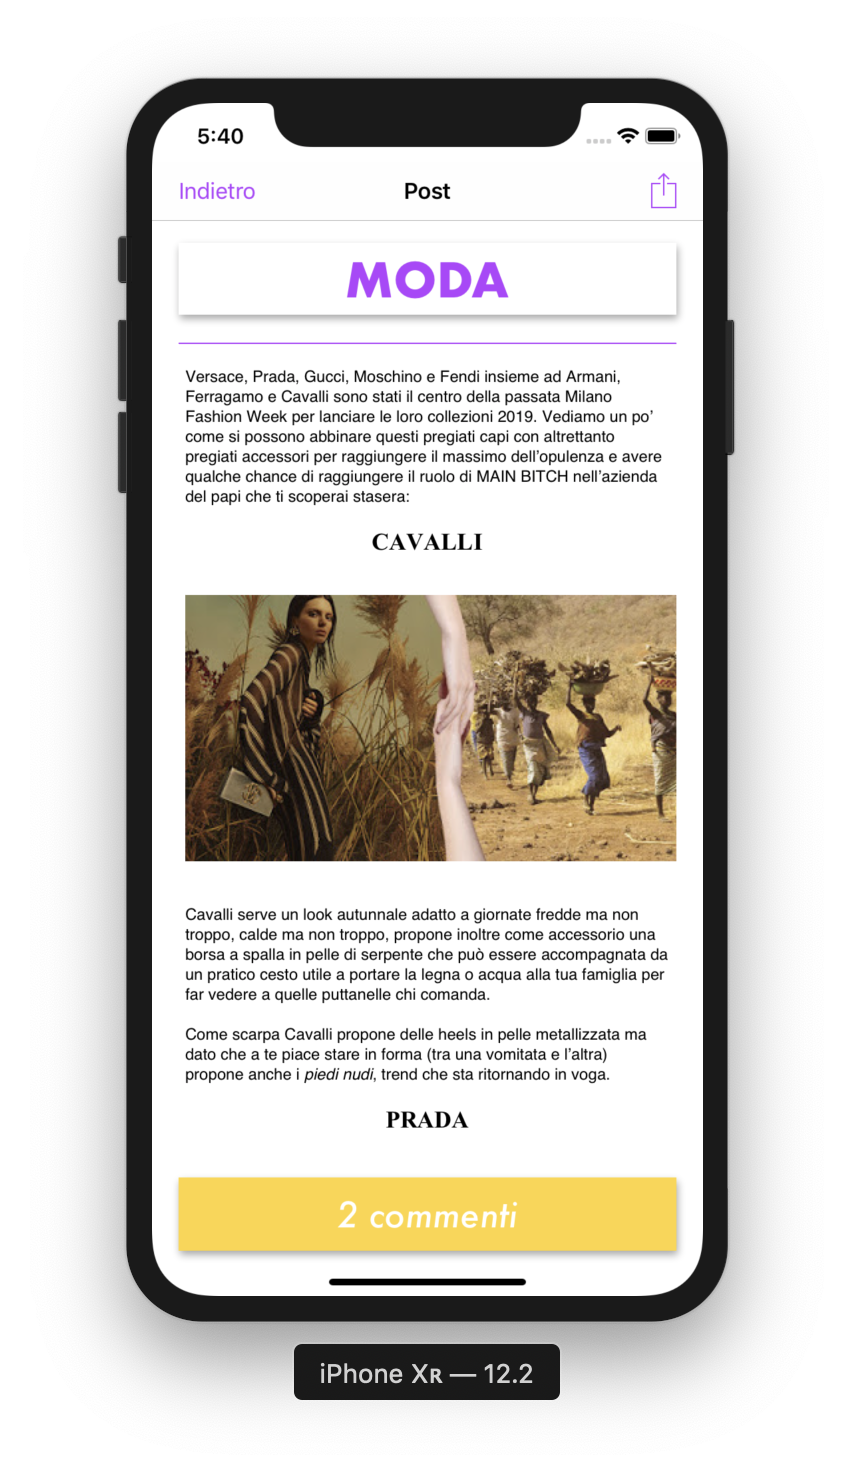 5:40
Indietro
Post
MODA
Versace, Prada, Gucci, Moschino e Fendi insieme ad Armani,
Ferragamo e Cavalli sono stati il centro della passata Milano
Fashion Week per lanciare le loro collezioni 2019. Vediamo un po’
come si possono abbinare questi pregiati capi con altrettanto
pregiati accessori per raggiungere il massimo dell’opulenza e avere
qualche chance di raggiungere il ruolo di MAIN BITCH nell’azienda
del papi che ti scoperai stasera:
CAVALLI
Cavalli serve un look autunnale adatto a giornate fredde ma non
troppo, calde ma non troppo, propone inoltre come accessorio una
borsa a spalla in pelle di serpente che può essere accompagnata da
un pratico cesto utile a portare la legna o acqua alla tua famiglia per
far vedere a quelle puttanelle chi comanda.
Come scarpa Cavalli propone delle heels in pelle metallizzata ma
dato che a te piace stare in forma (tra una vomitata e l’altra)
propone anche i piedi nudi, trend che sta ritornando in voga.
PRADA
2 commenti
iPhone Xʀ — 12.2